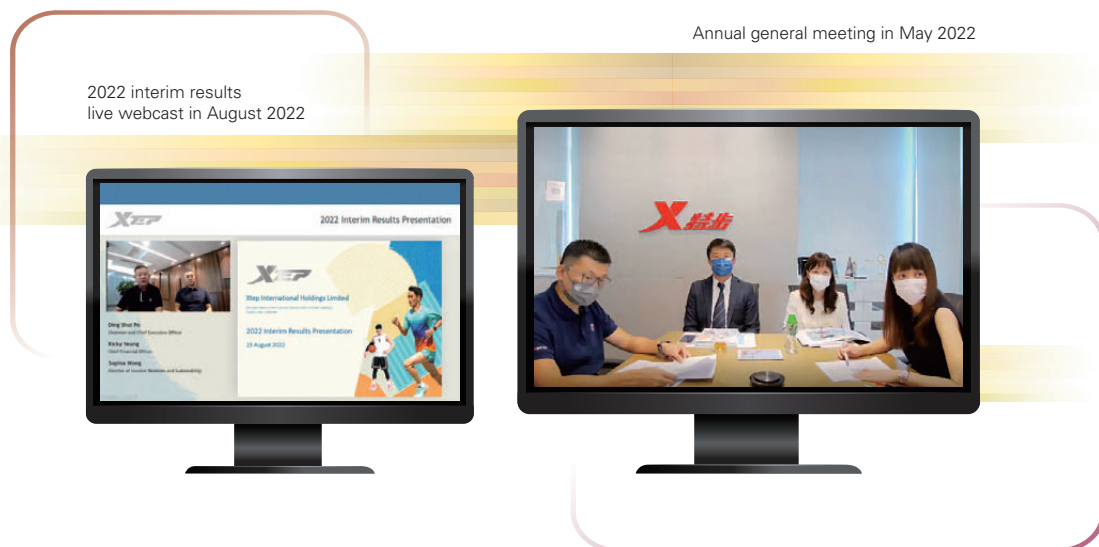 Annual general meeting in May 2022
2022 interim results
live webcast in August 2022
XTEP
2022 Interim Results Presentation
XTEP
Xtep International Holdings Limited
2022 Interim Results Presentation
23 August 2022
Ding Shui Po
Chairman and Chief Executive Officer
Ricky Yeung
Chief Financial Officer
Sophia Wang
Director of Investor Relations and Sustainability
X 特步